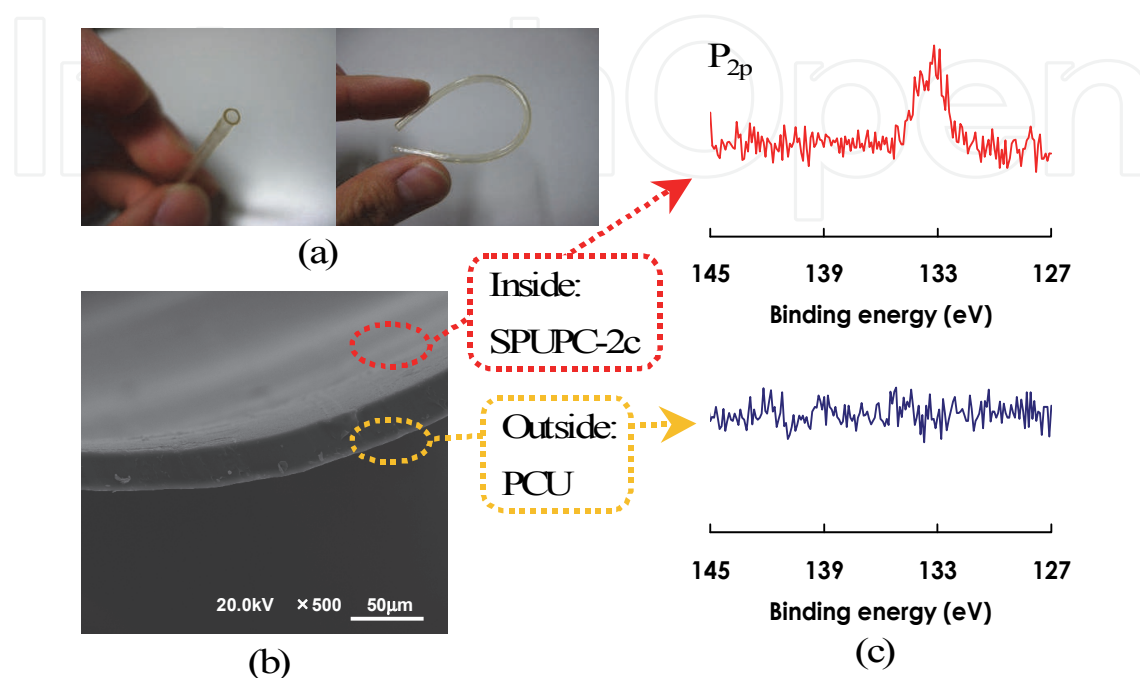 IntechOpen
(a)
P2p
145 139 133 127
Binding energy (eV)
Inside:
SPUPC-2c
Outside:
PCU
20.0kV ×500 50μm
(b)
145 139 133 127
Binding energy (eV)
(c)